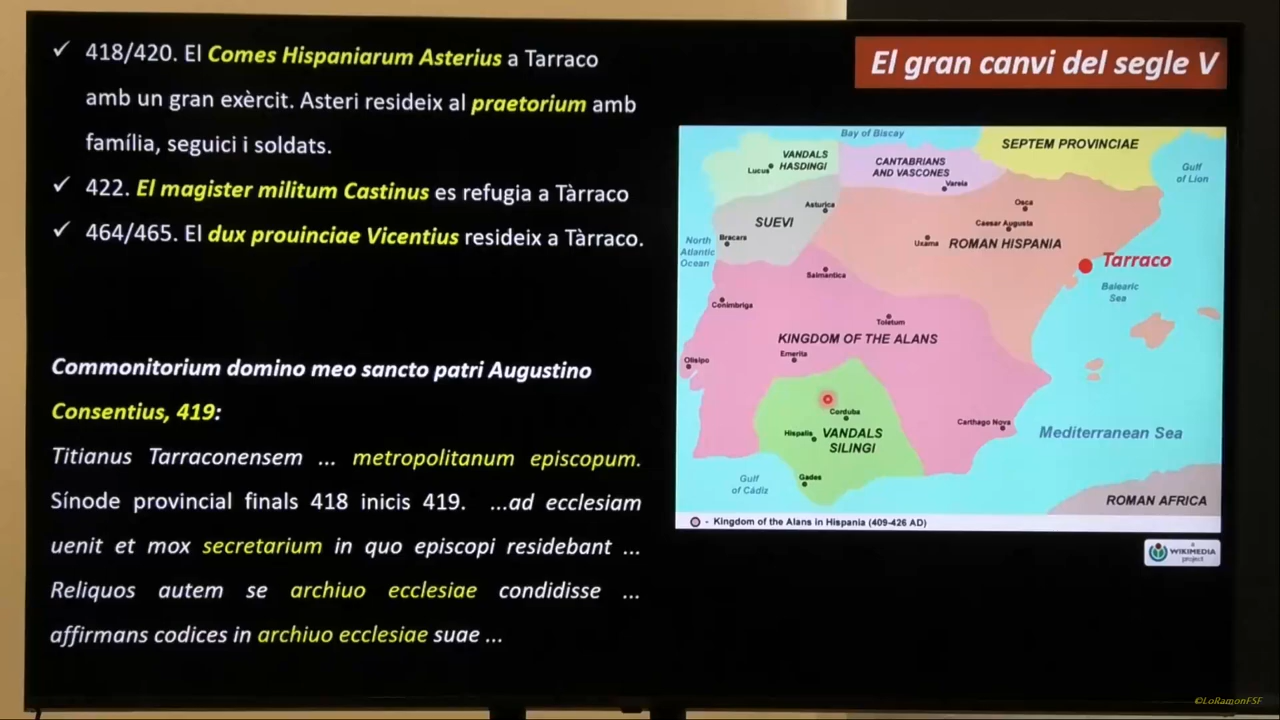 ✓ 418/420. El Comes Hispaniarum Asterius a Tarraco
amb un gran exèrcit. Asteri resideix al praetorium amb
família, seguici i soldats.
✓ 422. El magister militum Castinus es refugia a Tàrraco
✓ 464/465. El dux prouinciae Vicentius resideix a Tàrraco.
Commonitorium domino meo sancto patri Augustino
Consentius, 419:
Titianus Tarraconensem ... metropolitanum episcopum.
Sínode provincial finals 418 inicis 419. ...ad ecclesiam
uenit et mox secretarium in quo episcopi residebant ...
Reliquos autem se archiuo ecclesiae condidisse ...
affirmans codices in archiuo ecclesiae suae ...
El gran canvi del segle V
Bay of Biscay
SEPTEM PROVINCIAE
VANDALS
HASDINGI
Lucus
CANTABRIANS
AND VASCONES
Vareia
Gulf
of Lion
Asturica
Osca
SUEVI
Caesar Augusta
Bracara
Uxama
ROMAN HISPANIA
North
Atlantic
Ocean
Tarraco
Salmantica
Balearic
Sea
Conimbriga
Toletum
KINGDOM OF THE ALANS
Emerita
Olisipo
Corduba
Carthago Nova
Hispalis
VANDALS
SILINGI
Mediterranean Sea
Gades
Gulf
of Cádiz
ROMAN AFRICA
- Kingdom of the Alans in Hispania (409-426 AD)
a
WIKIMEDIA
project
©LoRamonFSF